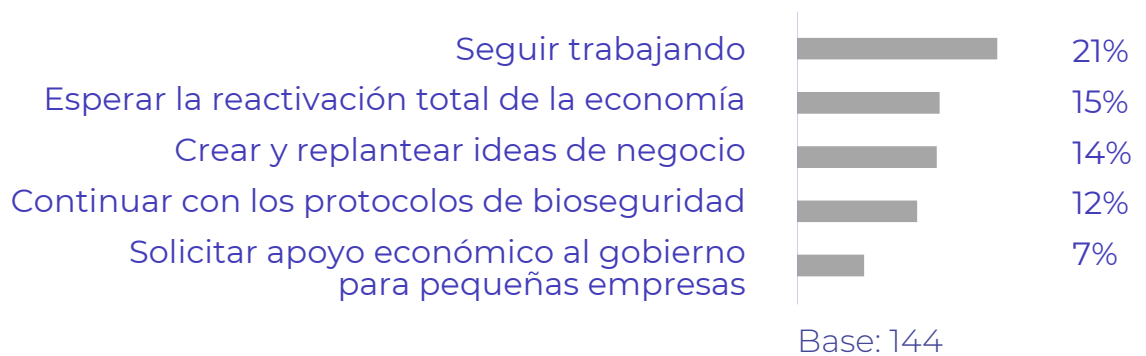 Seguir trabajando 21%
Esperar la reactivación total de la economía 15%
Crear y replantear ideas de negocio 14%
Continuar con los protocolos de bioseguridad 12%
Solicitar apoyo económico al gobierno 7%
para pequeñas empresas
Base: 144